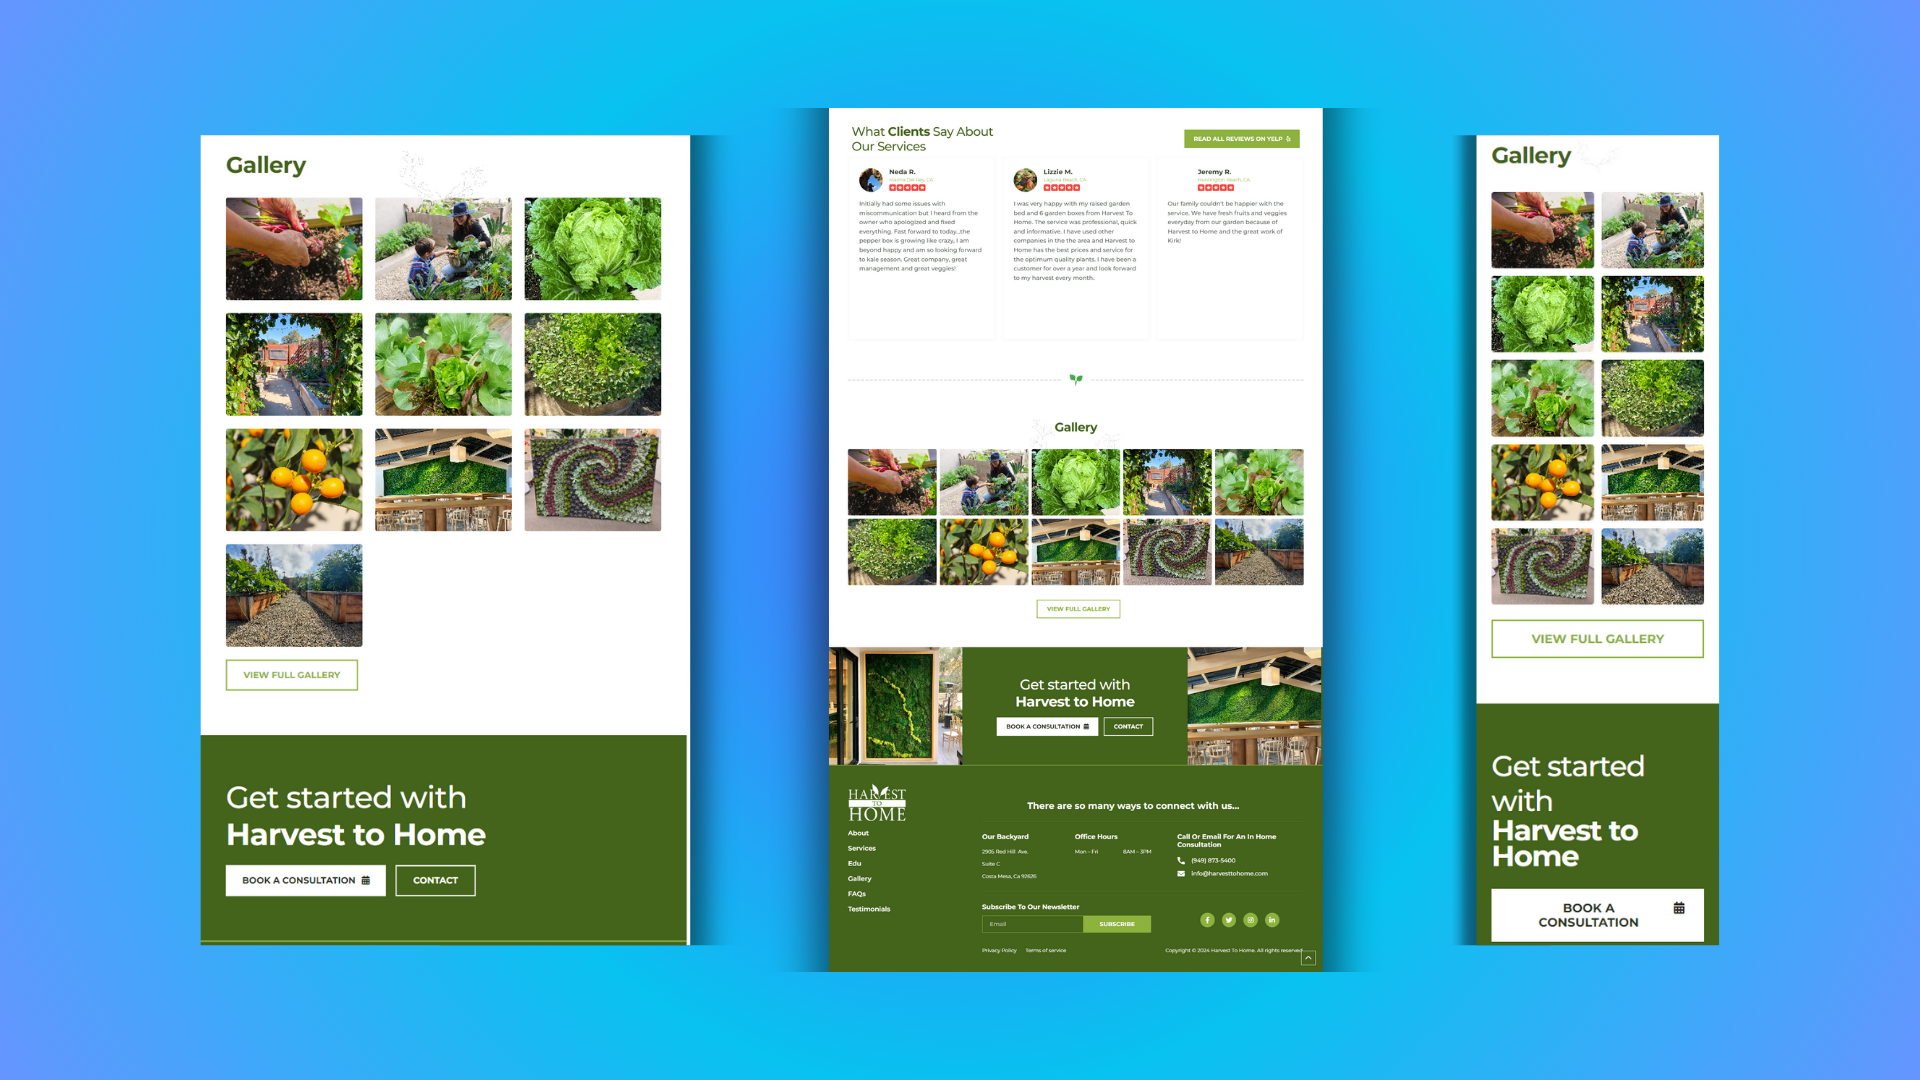 Gallery
VIEW FULL GALLERY
Get started with
Harvest to Home
BOOK A CONSULTATION
CONTACT
What Clients Say About
Our Services
READ ALL REVIEWS ON YELP
Neda R.
Marina Del Rey, CA
Initially had some issues with
miscommunication but I heard from the
owner who apologized and fixed
everything. Fast forward to today...the
pepper box is growing like crazy, I am
beyond happy and am so looking forward
to kale season. Great company, great
management and great veggies!
Lizzie M.
Laguna Beach, CA
I was very happy with my raised garden
bed and 6 garden boxes from Harvest To
Home. The service was professional, quick
and informative. I have used other
companies in the the area and Harvest to
Home has the best prices and service for
the optimum quality plants. I have been a
customer for over a year and look forward
to my harvest every month.
Jeremy R.
Huntington Beach, CA
Our family couldn't be happier with the
service. We have fresh fruits and veggies
everyday from our garden because of
Harvest to Home and the great work of
Kirk!
Gallery
VIEW FULL GALLERY
Get started with
Harvest to Home
BOOK A CONSULTATION
CONTACT
HARVEST
TO
HOME
About
Services
Edu
Gallery
FAQs
Testimonials
There are so many ways to connect with us...
Our Backyard
2905 Red Hill Ave.
Suite C
Costa Mesa, Ca 92626
Office Hours
Mon – Fri 8AM – 3PM
Call Or Email For An In Home
Consultation
(949) 873-5400
info@harvesttohome.com
Subscribe To Our Newsletter
Email
SUBSCRIBE
Privacy Policy Terms of service
Copyright © 2024 Harvest To Home. All rights reserved.
Gallery
VIEW FULL GALLERY
Get started
with
Harvest to
Home
BOOK A
CONSULTATION